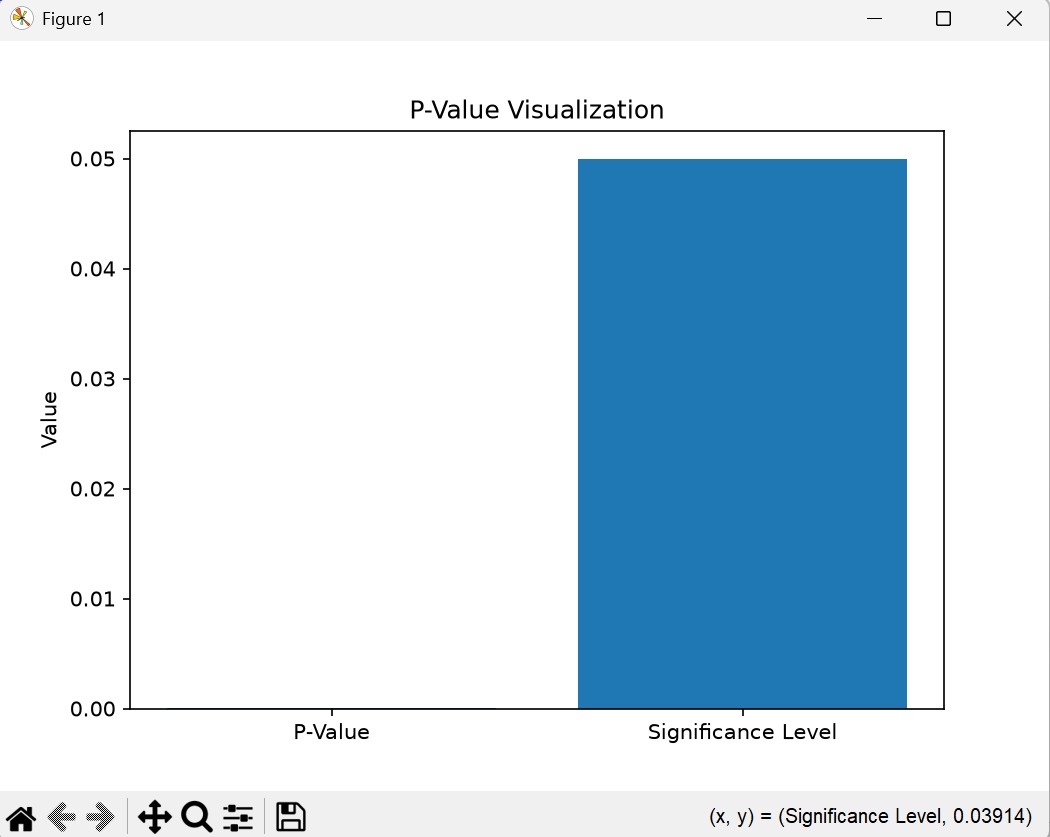 Figure 1
P-Value Visualization
0.05
0.04
0.03
0.02
0.01
0.00
Value
P-Value
Significance Level
(x, y) = (Significance Level, 0.03914)